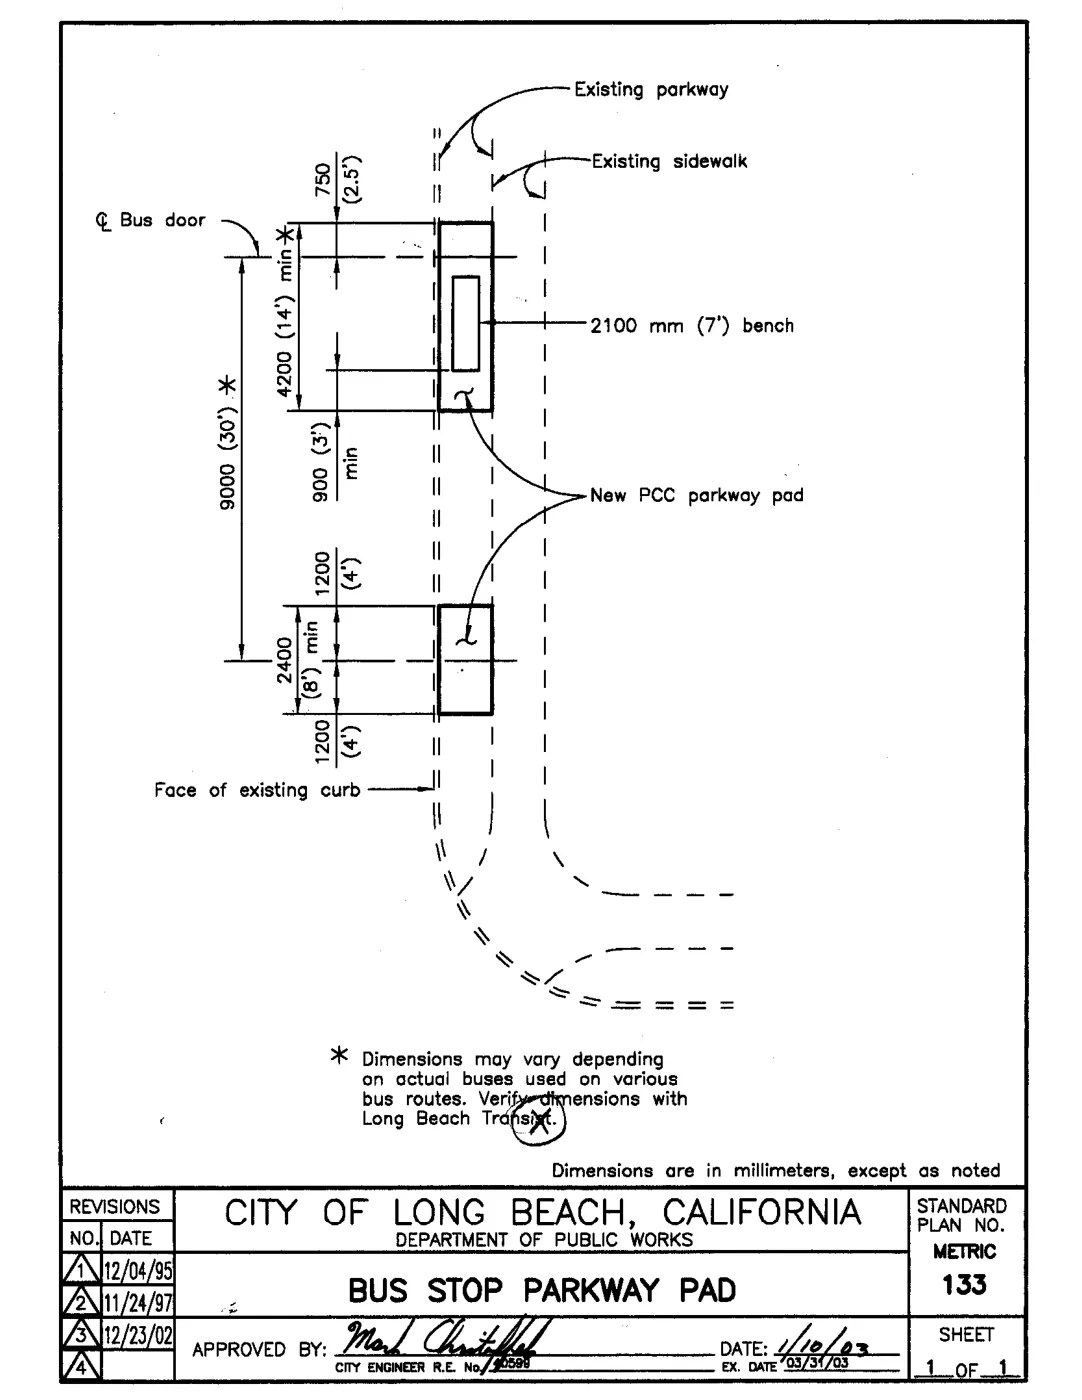 Existing parkway
Existing sidewalk
750
(2.5')
℄ Bus door
4200 (14') min *
2100 mm (7') bench
9000 (30') *
900 (3')
min
New PCC parkway pad
1200
(4')
2400
(8') min
1200
(4')
Face of existing curb
* Dimensions may vary depending
on actual buses used on various
bus routes. Verify dimensions with
Long Beach Transit.
X
Dimensions are in millimeters, except as noted
REVISIONS
NO. DATE
1 12/04/95
2 11/24/97
3 12/23/02
4
CITY OF LONG BEACH, CALIFORNIA
DEPARTMENT OF PUBLIC WORKS
BUS STOP PARKWAY PAD
APPROVED BY:
CITY ENGINEER R.E. No.
DATE: 1/10/03
EX. DATE 03/31/03
STANDARD
PLAN NO.
METRIC
133
SHEET
1 OF 1